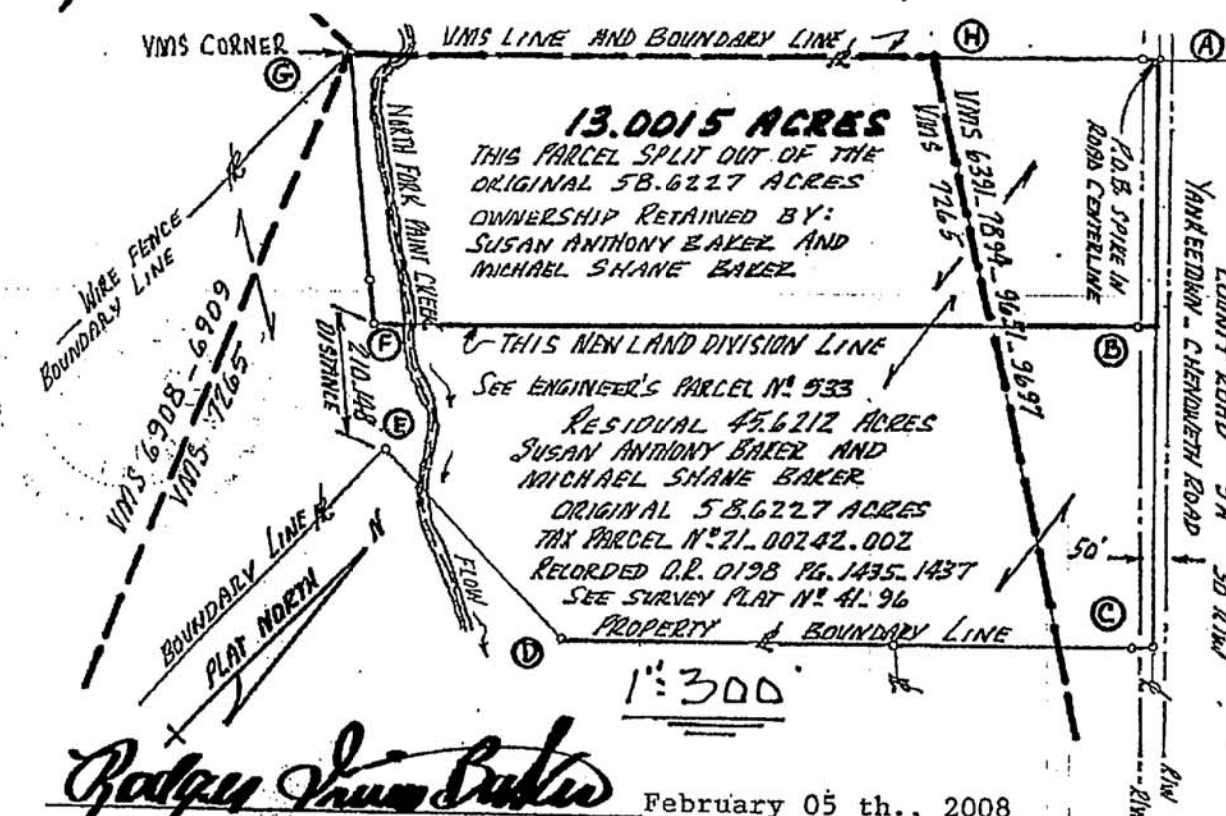 VMS CORNER
VMS LINE AND BOUNDARY LINE
G
H
A
13.0015 ACRES
THIS PARCEL SPLIT OUT OF THE
ORIGINAL 58.6227 ACRES
OWNERSHIP RETAINED BY:
SUSAN ANTHONY BAKER AND
MICHAEL SHANE BAKER
NORTH FORK PAINT CREEK
VMS 6391-7894-9651-9697
VMS 7265
P.O.B. SPIKE IN
ROAD CENTERLINE
YANKEETOWN-CHENOWETH ROAD
COUNTY ROAD
WIRE FENCE
BOUNDARY LINE
VMS 6908-6909
VMS 7265
F
B
THIS NEW LAND DIVISION LINE
210.148
DISTANCE
E
SEE ENGINEER'S PARCEL Nº 533
RESIDUAL 45.6212 ACRES
SUSAN ANTHONY BAKER AND
MICHAEL SHANE BAKER
ORIGINAL 58.6227 ACRES
TAX PARCEL Nº 21-00242.002
RECORDED O.R. 0198 PG. 1435-1437
SEE SURVEY PLAT Nº 41-96
50'
C
D
PROPERTY BOUNDARY LINE
FLOW
BOUNDARY LINE
PLAT NORTH
N
1":300'
R/W
R/W
February 05 th., 2008